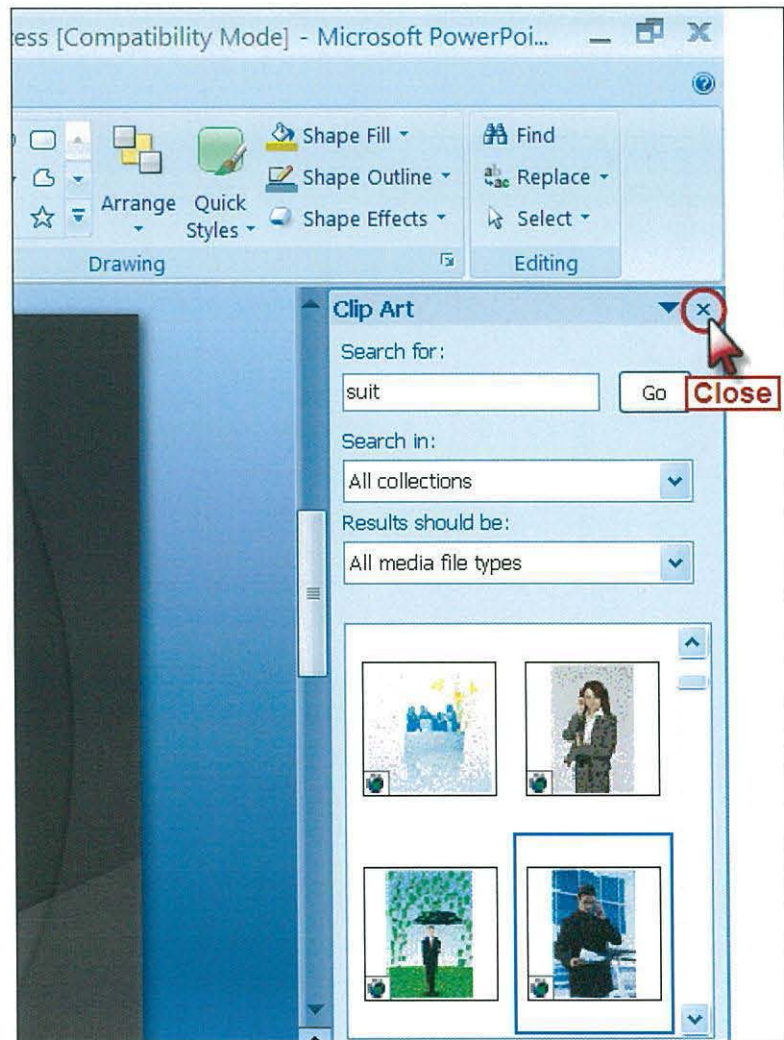 ess [Compatibility Mode] - Microsoft PowerPoi...
Shape Fill
Shape Outline
Shape Effects
Arrange
Quick
Styles
Find
Replace
Select
Drawing
Editing
Clip Art
Search for:
suit
Go
Close
Search in:
All collections
Results should be:
All media file types